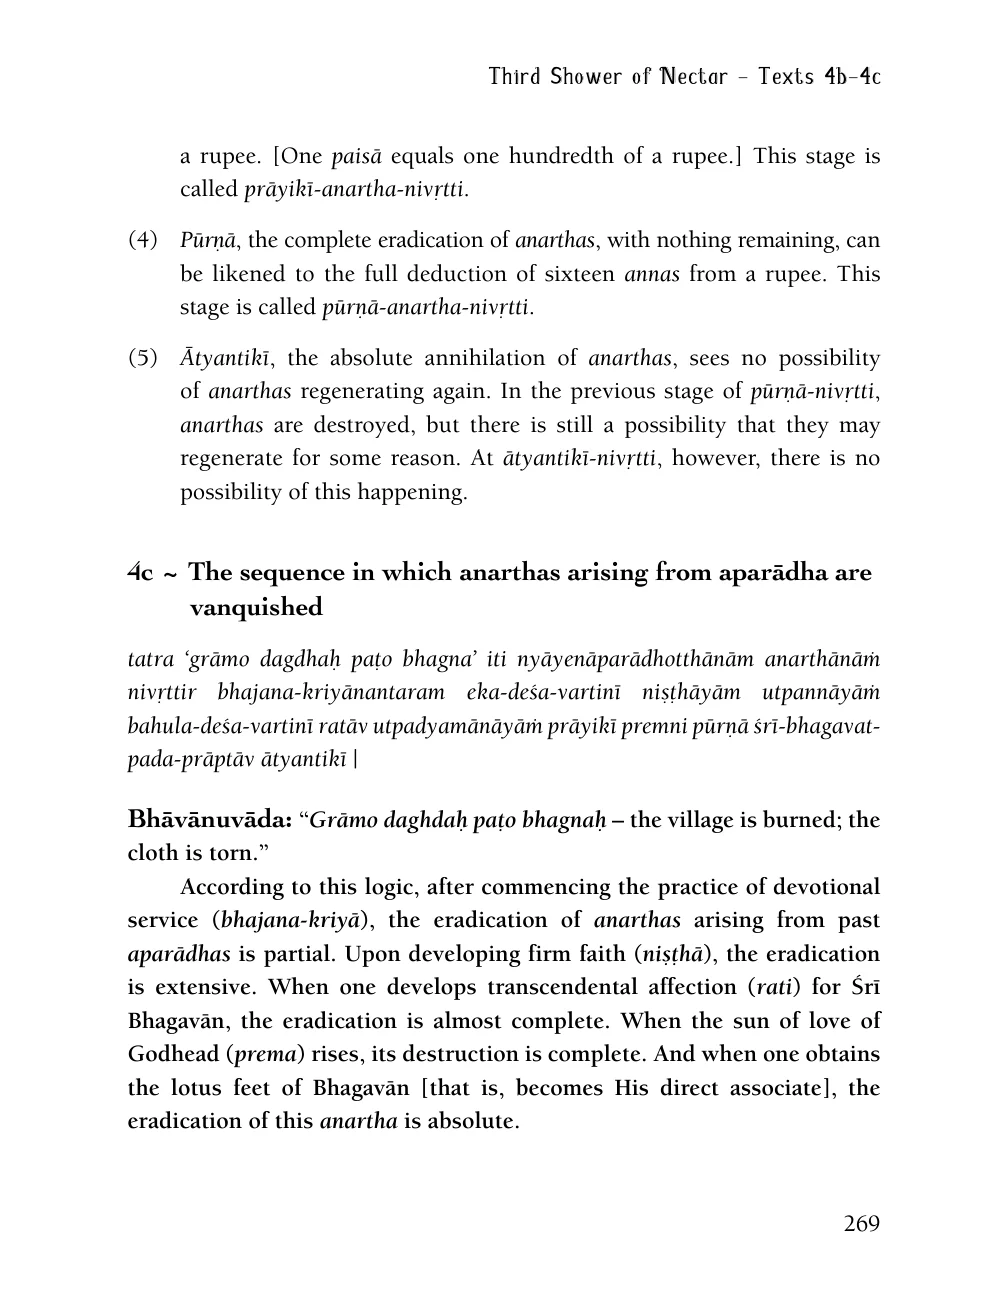 Third Shower of Nectar – Texts 4b–4c
a rupee. [One paisā equals one hundredth of a rupee.] This stage is
called prāyikī-anartha-nivṛtti.
(4) Pūrṇā, the complete eradication of anarthas, with nothing remaining, can
be likened to the full deduction of sixteen annas from a rupee. This
stage is called pūrṇā-anartha-nivṛtti.
(5) Ātyantikī, the absolute annihilation of anarthas, sees no possibility
of anarthas regenerating again. In the previous stage of pūrṇā-nivṛtti,
anarthas are destroyed, but there is still a possibility that they may
regenerate for some reason. At ātyantikī-nivṛtti, however, there is no
possibility of this happening.
4c ~ The sequence in which anarthas arising from aparādha are
vanquished
tatra ‘grāmo dagdhaḥ paṭo bhagna’ iti nyāyenāparādhotthānām anarthānāṁ
nivṛttir bhajana-kriyānantaram eka-deśa-vartinī niṣṭhāyām utpannāyāṁ
bahula-deśa-vartinī ratāv utpadyamānāyāṁ prāyikī premni pūrṇā śrī-bhagavat-
pada-prāptāv ātyantikī |
Bhāvānuvāda: “Grāmo daghdaḥ paṭo bhagnaḥ – the village is burned; the
cloth is torn.”
According to this logic, after commencing the practice of devotional
service (bhajana-kriyā), the eradication of anarthas arising from past
aparādhas is partial. Upon developing firm faith (niṣṭhā), the eradication
is extensive. When one develops transcendental affection (rati) for Śrī
Bhagavān, the eradication is almost complete. When the sun of love of
Godhead (prema) rises, its destruction is complete. And when one obtains
the lotus feet of Bhagavān [that is, becomes His direct associate], the
eradication of this anartha is absolute.
269